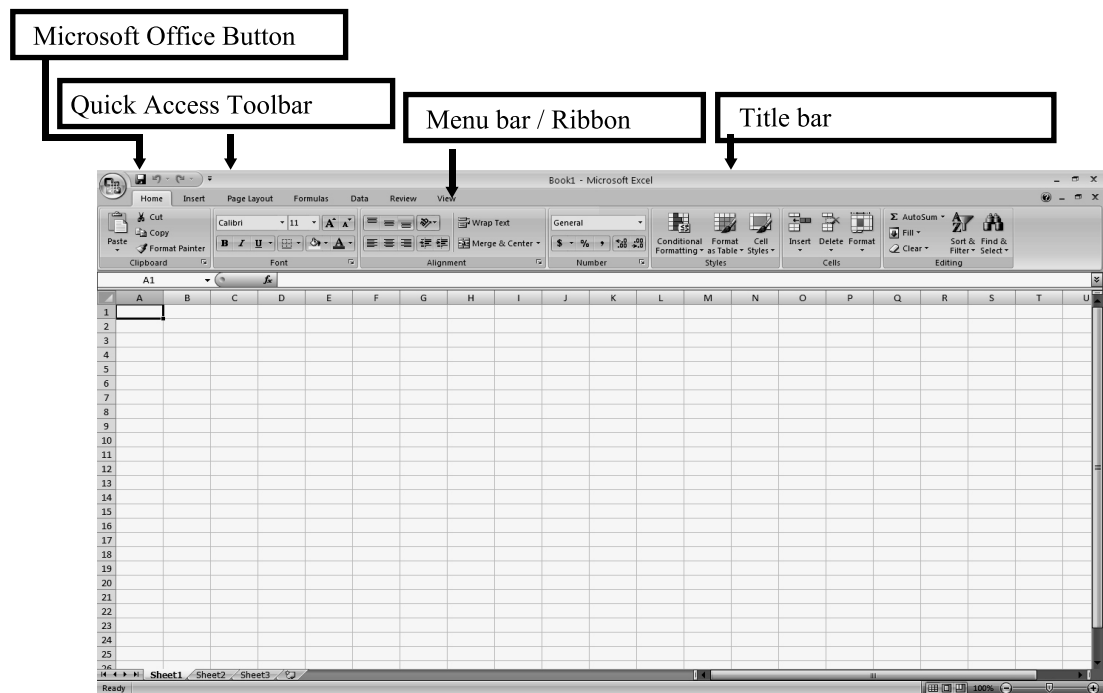 Microsoft Office Button
Quick Access Toolbar
Menu bar / Ribbon
Title bar
Book1 - Microsoft Excel
Home Insert Page Layout Formulas Data Review View
Cut
Copy
Format Painter
Paste
Clipboard
Calibri 11
B I U A
Font
Wrap Text
Merge & Center
Alignment
General
$ % ,
Number
Conditional Formatting
Format as Table
Cell Styles
Styles
Insert Delete Format
Cells
Σ AutoSum
Fill
Clear
Sort & Filter
Find & Select
Editing
A1 fx
A B C D E F G H I J K L M N O P Q R S T U
1
2
3
4
5
6
7
8
9
10
11
12
13
14
15
16
17
18
19
20
21
22
23
24
25
26
Sheet1 Sheet2 Sheet3
Ready 100%